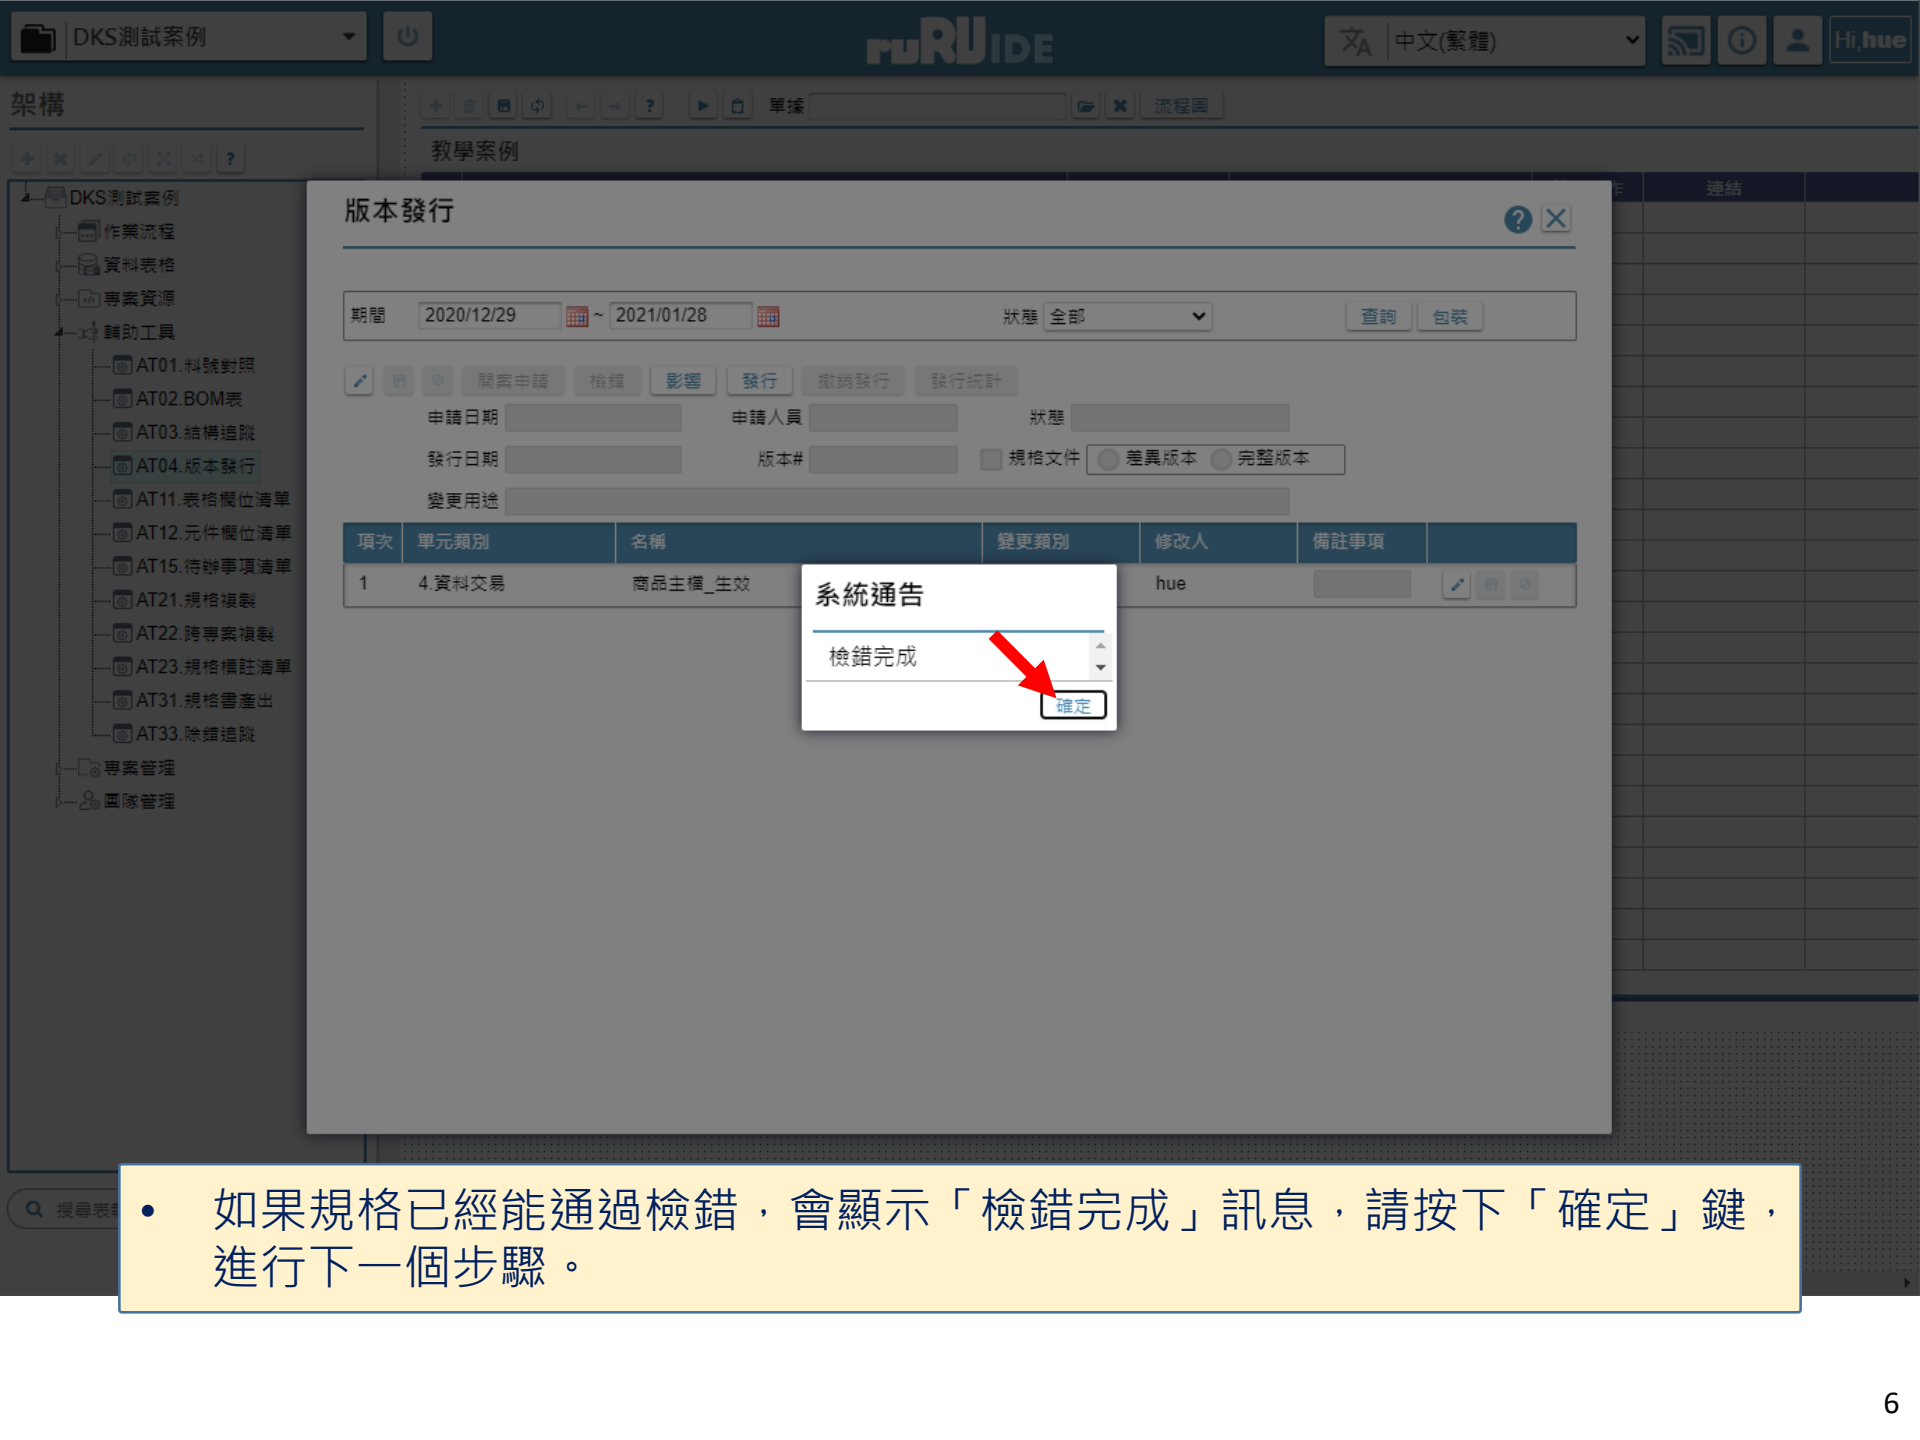 DKS測試案例
ruRUIDE
中文(繁體)
Hi,hue
架構
單據
流程圖
教學案例
作
連結
DKS測試案例
作業流程
資料表格
專案資源
輔助工具
AT01.料號對照
AT02.BOM表
AT03.結構追蹤
AT04.版本發行
AT11.表格欄位清單
AT12.元件欄位清單
AT15.待辦事項清單
AT21.規格複製
AT22.跨專案複製
AT23.規格標註清單
AT31.規格書產出
AT33.除錯追蹤
專案管理
團隊管理
版本發行
期間 2020/12/29 ~ 2021/01/28 狀態 全部 查詢 包裝
開案申請 檢錯 影響 發行 撤銷發行 發行統計
申請日期 申請人員 狀態
發行日期 版本# 規格文件 差異版本 完整版本
變更用途
項次 單元類別 名稱 變更類別 修改人 備註事項
1 4.資料交易 商品主檔_生效 hue
系統通告
檢錯完成
確定
搜尋表
• 如果規格已經能通過檢錯，會顯示「檢錯完成」訊息，請按下「確定」鍵，
進行下一個步驟。
6